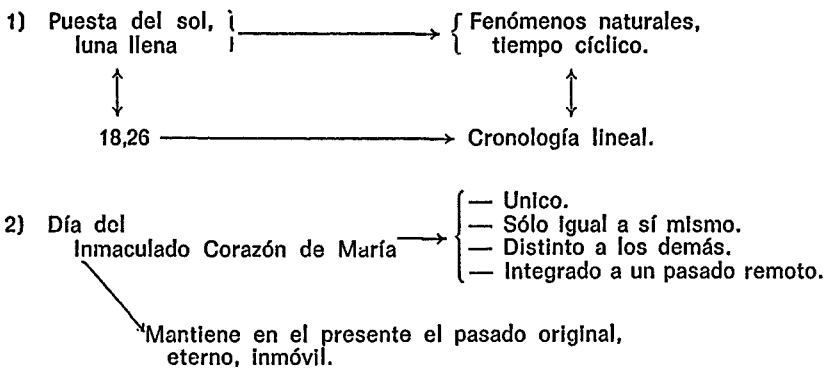 1) Puesta del sol,
luna llena
Fenómenos naturales,
tiempo cíclico.
18,26
Cronología lineal.
2) Día del
Inmaculado Corazón de María
— Unico.
— Sólo igual a sí mismo.
— Distinto a los demás.
— Integrado a un pasado remoto.
Mantiene en el presente el pasado original,
eterno, inmóvil.